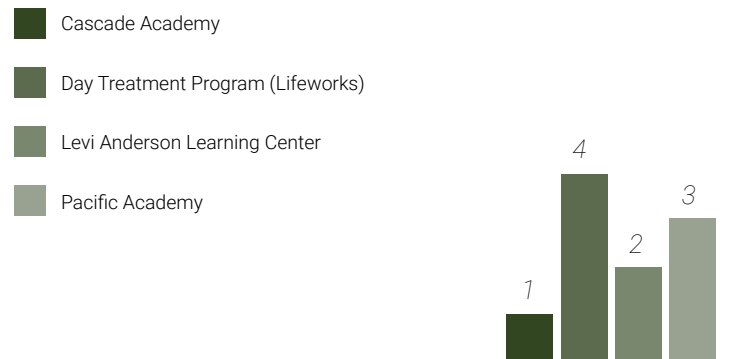 Cascade Academy
Day Treatment Program (Lifeworks)
Levi Anderson Learning Center
Pacific Academy
1
4
2
3